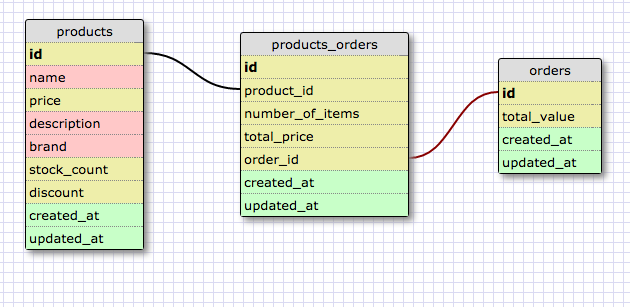 products
id
name
price
description
brand
stock_count
discount
created_at
updated_at
products_orders
id
product_id
number_of_items
total_price
order_id
created_at
updated_at
orders
id
total_value
created_at
updated_at